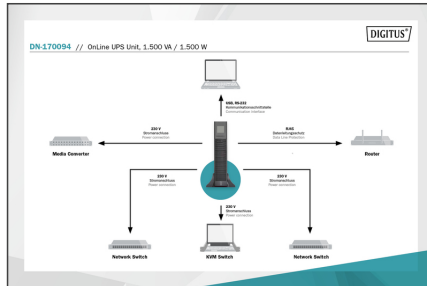 DIGITUS®
DN-170094 // OnLine UPS Unit, 1.500 VA / 1.500 W
USB, RS-232
Kommunikationsschnittstelle
Communication interface
230 V
Stromanschluss
Power connection
RJ45
Datenleitungsschutz
Data Line Protection
Media Converter
Router
230 V
Stromanschluss
Power connection
230 V
Stromanschluss
Power connection
230 V
Stromanschluss
Power connection
Network Switch
KVM Switch
Network Switch